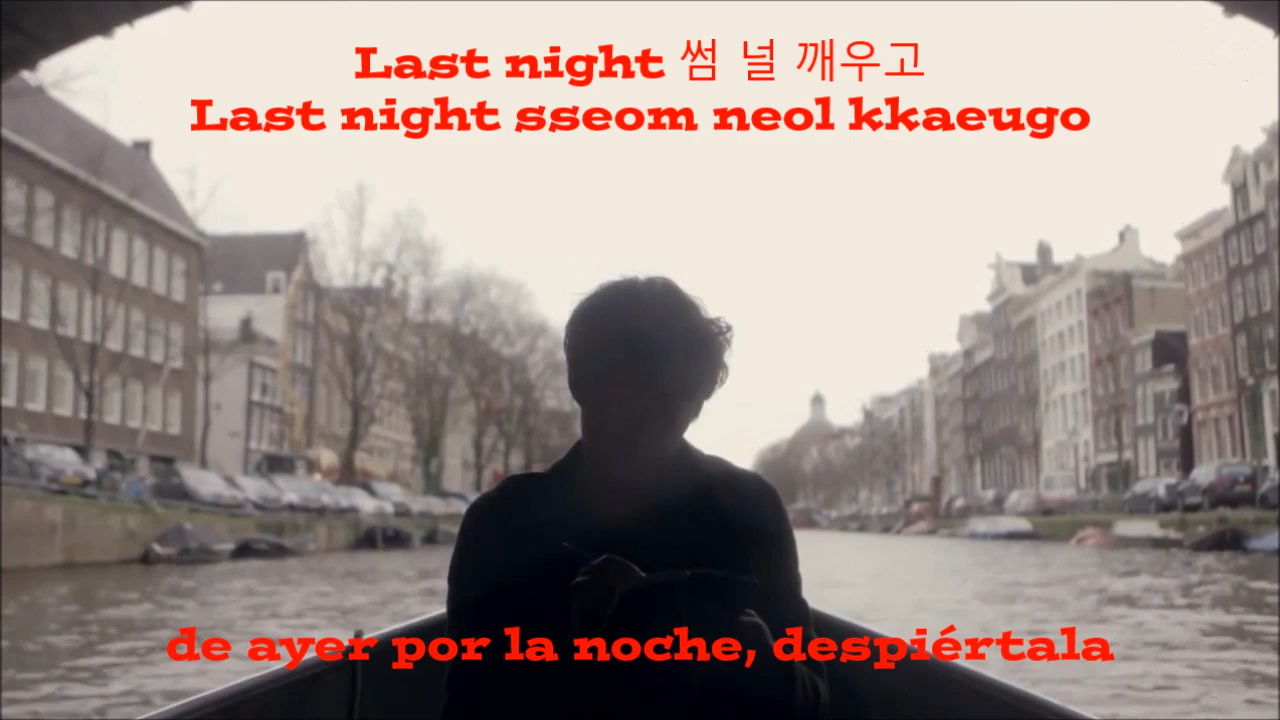 Last night 썸 널 깨우고
Last night sseom neol kkaeugo
de ayer por la noche, despiértala